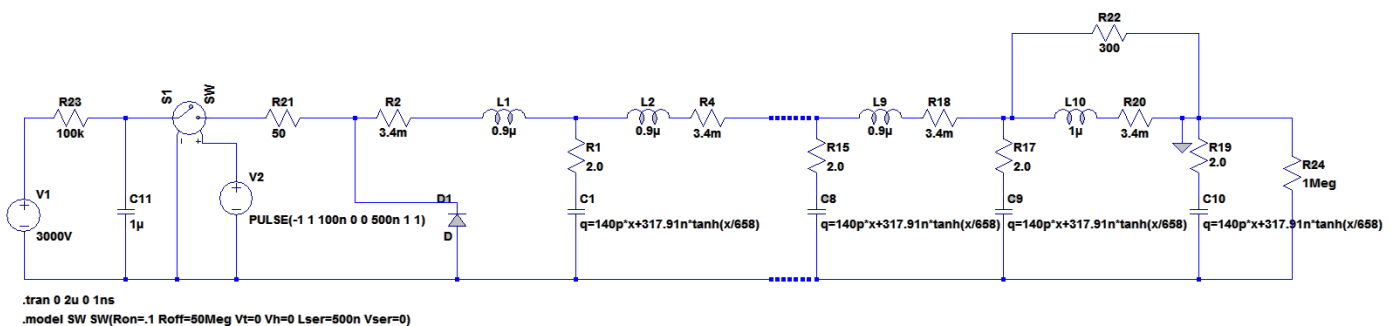 R22
300
S1
SW
R23
100k
R21
50
R2
3.4m
L1
0.9µ
L2
0.9µ
R4
3.4m
L9
0.9µ
R18
3.4m
L10
1µ
R20
3.4m
R1
2.0
R15
2.0
R17
2.0
R19
2.0
R24
1Meg
V1
3000V
C11
1µ
V2
PULSE(-1 1 100n 0 0 500n 1 1)
D1
D
C1
q=140p*x+317.91n*tanh(x/658)
C8
q=140p*x+317.91n*tanh(x/658)
C9
q=140p*x+317.91n*tanh(x/658)
C10
q=140p*x+317.91n*tanh(x/658)
.tran 0 2u 0 1ns
.model SW SW(Ron=.1 Roff=50Meg Vt=0 Vh=0 Lser=500n Vser=0)